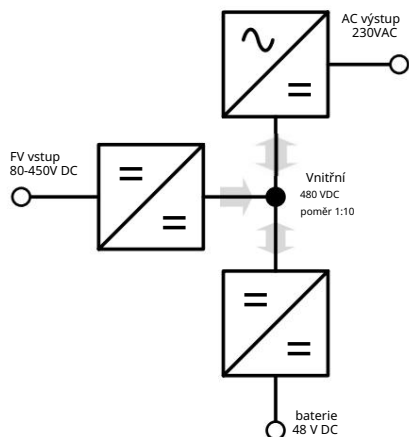 AC výstup
230VAC
FV vstup
80-450V DC
Vnitřní
480 VDC
poměr 1:10
baterie
48 V DC